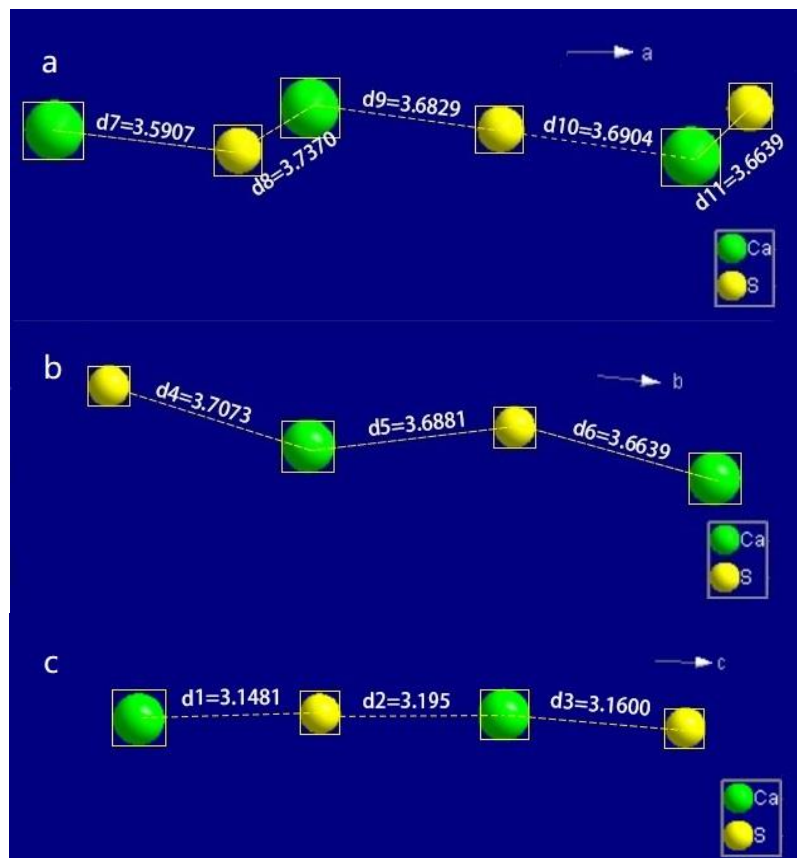 a
a
d7=3.5907
d8=3.7370
d9=3.6829
d10=3.6904
d11=3.6639
Ca
S
b
b
d4=3.7073
d5=3.6881
d6=3.6639
Ca
S
c
c
d1=3.1481
d2=3.195
d3=3.1600
Ca
S